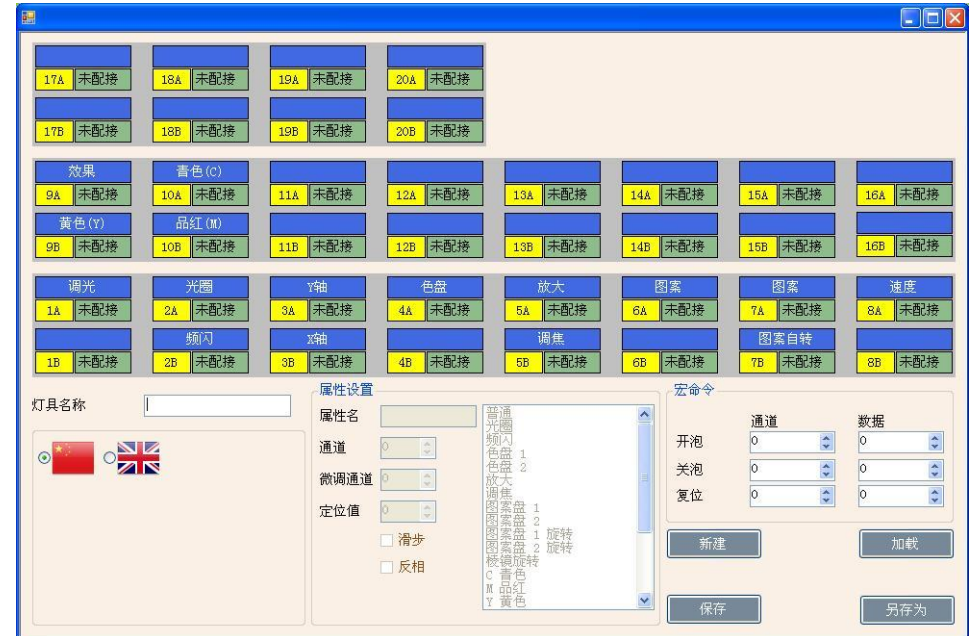 17A 未配接 18A 未配接 19A 未配接 20A 未配接
17B 未配接 18B 未配接 19B 未配接 20B 未配接
效果 青色(C)
9A 未配接 10A 未配接 11A 未配接 12A 未配接 13A 未配接 14A 未配接 15A 未配接 16A 未配接
黄色(Y) 品红(M)
9B 未配接 10B 未配接 11B 未配接 12B 未配接 13B 未配接 14B 未配接 15B 未配接 16B 未配接
调光 光圈 Y轴 色盘 放大 图案 图案 速度
1A 未配接 2A 未配接 3A 未配接 4A 未配接 5A 未配接 6A 未配接 7A 未配接 8A 未配接
频闪 X轴 调焦 图案自转
1B 未配接 2B 未配接 3B 未配接 4B 未配接 5B 未配接 6B 未配接 7B 未配接 8B 未配接
灯具名称
属性设置
属性名
通道 0
微调通道 0
定位值 0
滑步
反相
普通
光圈
频闪
色盘 1
色盘 2
放大
调焦
图案盘 1
图案盘 2
图案盘 1 旋转
图案盘 2 旋转
棱镜旋转
C 青色
M 品红
Y 黄色
宏命令
通道 数据
开泡 0 0
关泡 0 0
复位 0 0
新建 加载
保存 另存为